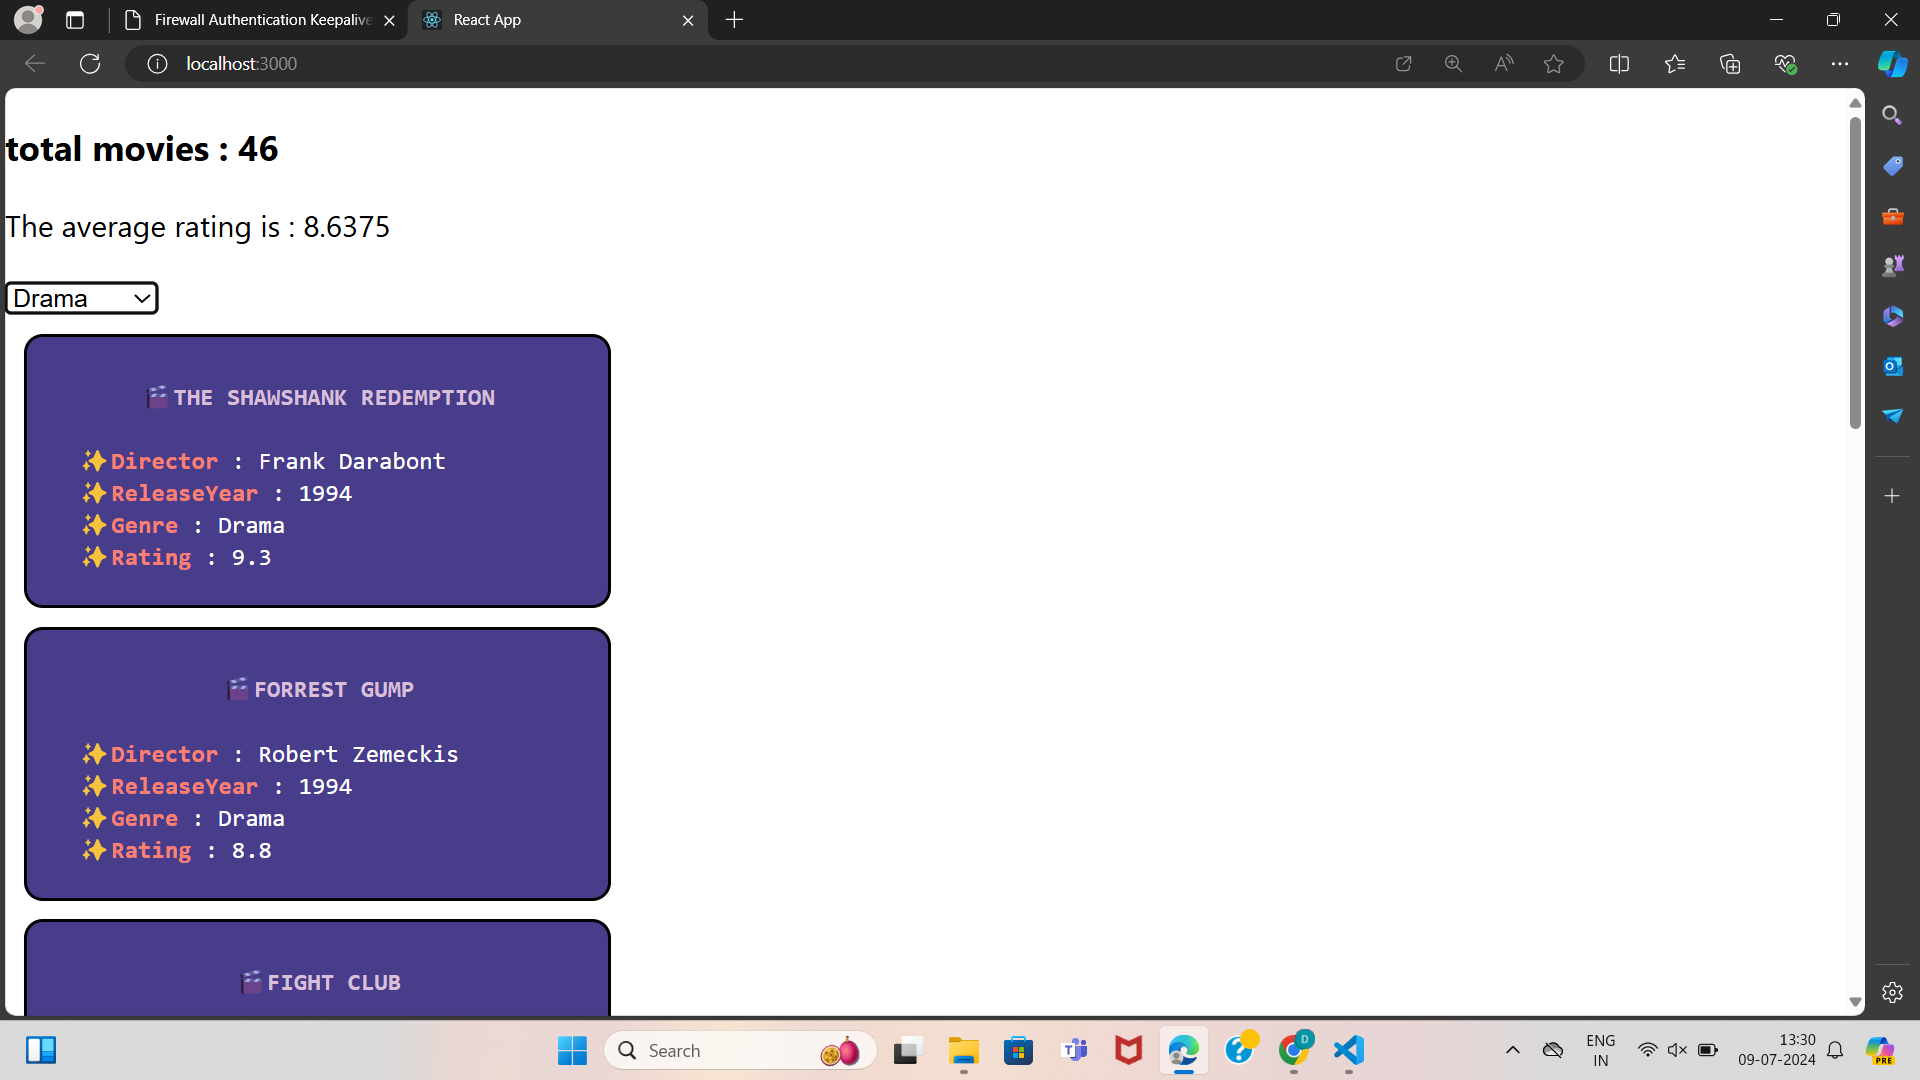 Firewall Authentication Keepalive
React App
localhost:3000
total movies : 46
The average rating is : 8.6375
Drama
🎬THE SHAWSHANK REDEMPTION
✨Director : Frank Darabont
✨ReleaseYear : 1994
✨Genre : Drama
✨Rating : 9.3
🎬FORREST GUMP
✨Director : Robert Zemeckis
✨ReleaseYear : 1994
✨Genre : Drama
✨Rating : 8.8
🎬FIGHT CLUB
Search
D
ENG
IN
13:30
09-07-2024
PRE